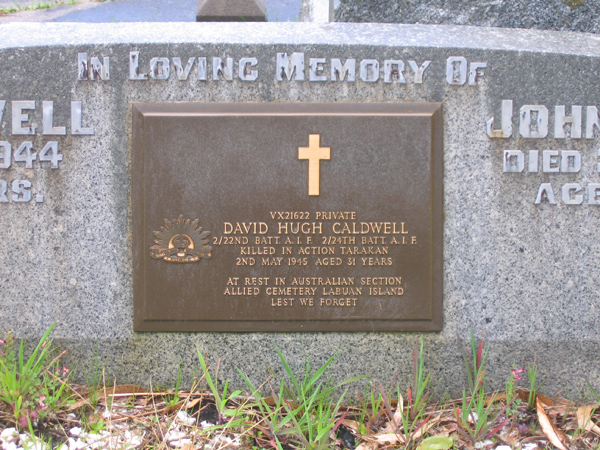 IN LOVING MEMORY OF
WELL
1944
RS.
VX21622 PRIVATE
DAVID HUGH CALDWELL
2/22ND BATT. A.I.F. 2/24TH BATT. A.I.F.
KILLED IN ACTION TARAKAN
2ND MAY 1945 AGED 31 YEARS
AT REST IN AUSTRALIAN SECTION
ALLIED CEMETERY LABUAN ISLAND
LEST WE FORGET
JOHN
DIED
AGE